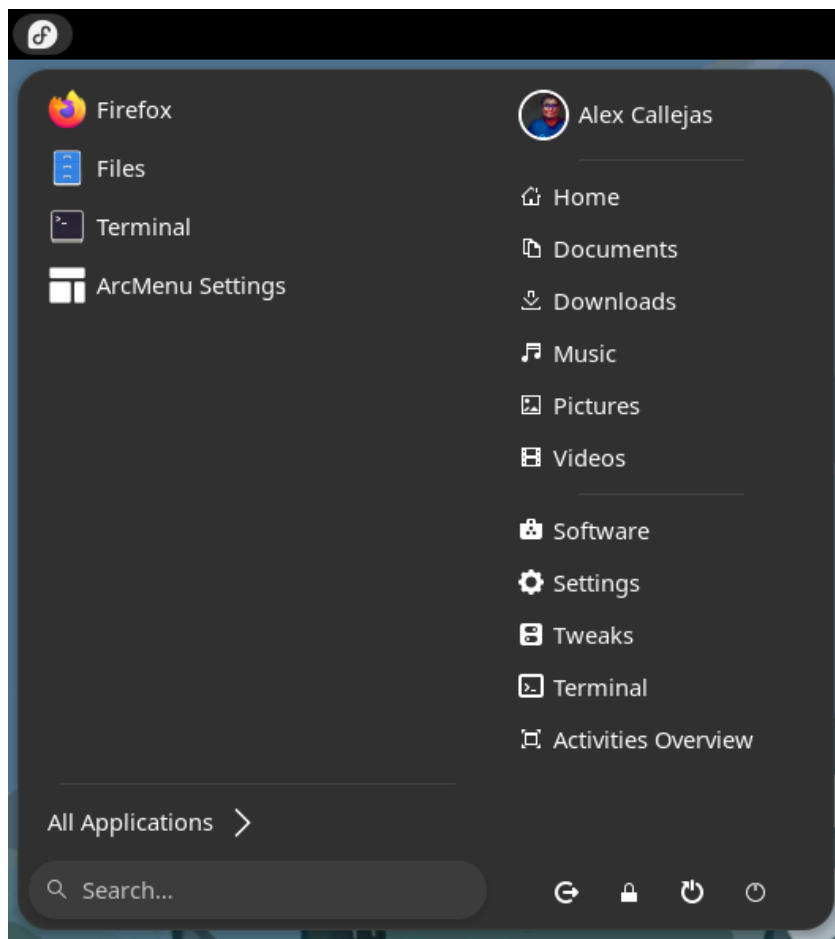 Firefox
Files
Terminal
ArcMenu Settings
All Applications
Search...
Alex Callejas
Home
Documents
Downloads
Music
Pictures
Videos
Software
Settings
Tweaks
Terminal
Activities Overview